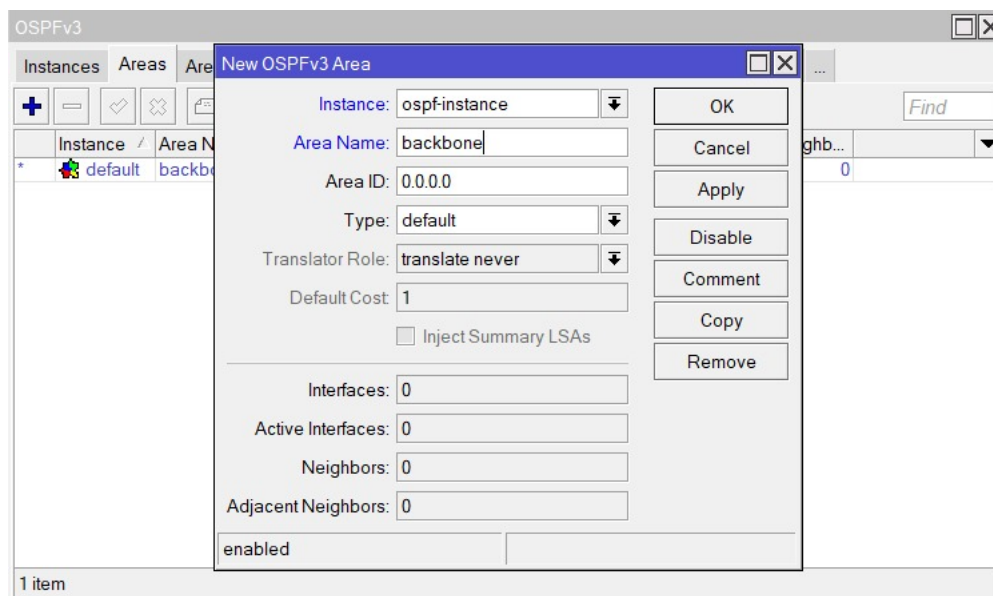 OSPFv3
Instances Areas Are ...
Find
Instance Area N ghb...
* default backbo 0
1 item
New OSPFv3 Area
Instance: ospf-instance
Area Name: backbone
Area ID: 0.0.0.0
Type: default
Translator Role: translate never
Default Cost: 1
Inject Summary LSAs
Interfaces: 0
Active Interfaces: 0
Neighbors: 0
Adjacent Neighbors: 0
enabled
OK
Cancel
Apply
Disable
Comment
Copy
Remove